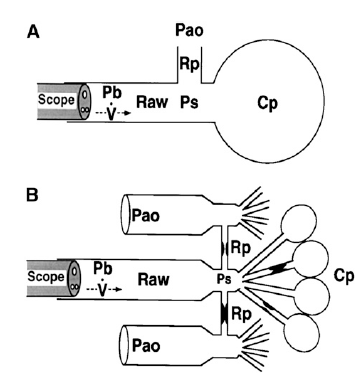 A
Pao
Rp
Scope Pb Raw Ps Cp
V̇
B
Pao
Rp
Scope Pb Raw Ps Cp
V̇
Rp
Pao